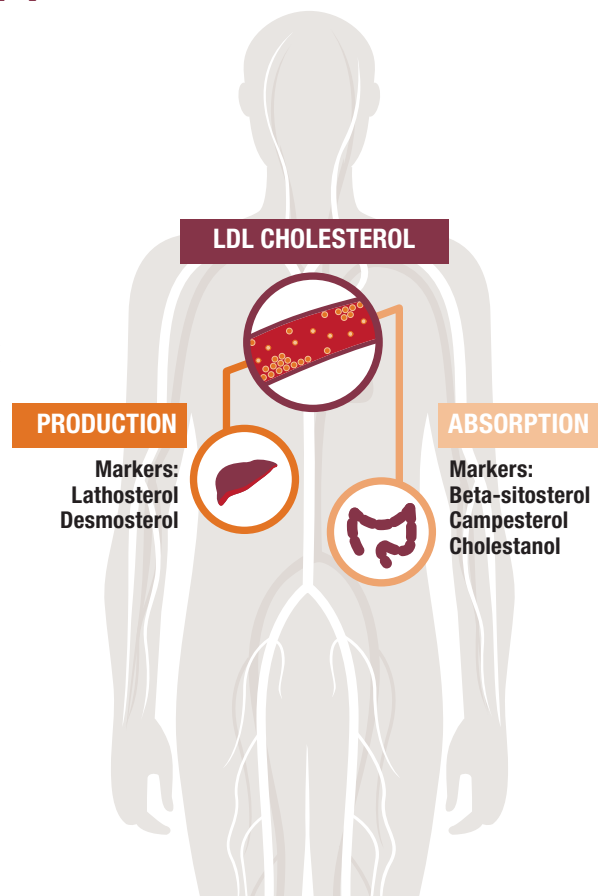 LDL CHOLESTEROL
PRODUCTION
Markers:
Lathosterol
Desmosterol
ABSORPTION
Markers:
Beta-sitosterol
Campesterol
Cholestanol